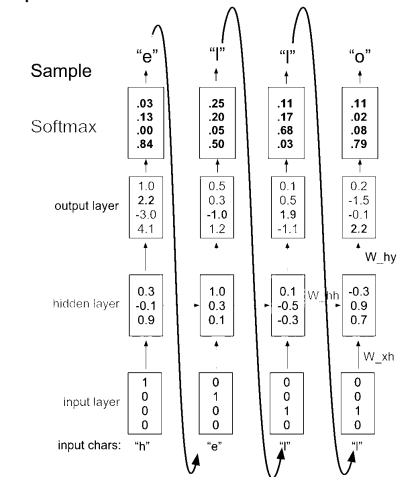 “e” “l” “l” “o”
Sample
.03 .25 .11 .11
.13 .20 .17 .02
.00 .05 .68 .08
.84 .50 .03 .79
Softmax
1.0 0.5 0.1 0.2
2.2 0.3 0.5 -1.5
-3.0 -1.0 1.9 -0.1
4.1 1.2 -1.1 2.2
output layer
W_hy
0.3 1.0 0.1 -0.3
-0.1 0.3 -0.5 0.9
0.9 0.1 -0.3 0.7
hidden layer
W_hh
W_xh
1 0 0 0
0 1 0 0
0 0 1 1
0 0 0 0
input layer
input chars: “h” “e” “l” “l”